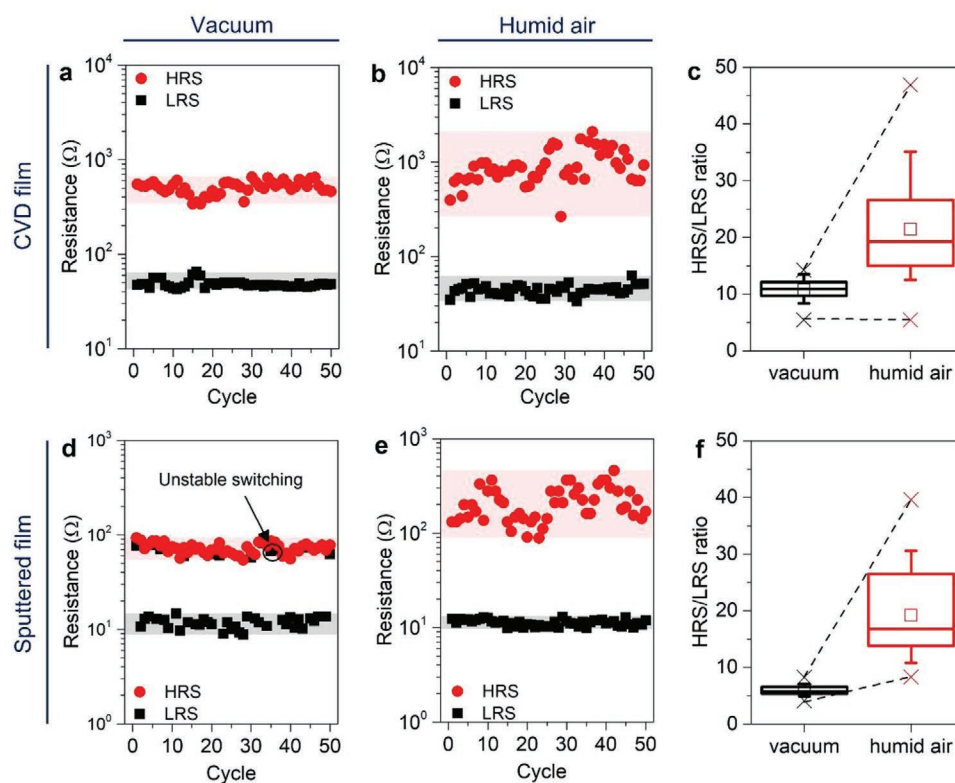 Vacuum
Humid air
CVD film
a
10⁴
10³
10²
10¹
Resistance (Ω)
HRS
LRS
0 10 20 30 40 50
Cycle
b
10⁴
10³
10²
10¹
Resistance (Ω)
HRS
LRS
0 10 20 30 40 50
Cycle
c
50
40
30
20
10
0
HRS/LRS ratio
vacuum humid air
Sputtered film
d
10³
10²
10¹
10⁰
Resistance (Ω)
Unstable switching
HRS
LRS
0 10 20 30 40 50
Cycle
e
10³
10²
10¹
10⁰
Resistance (Ω)
HRS
LRS
0 10 20 30 40 50
Cycle
f
50
40
30
20
10
0
HRS/LRS ratio
vacuum humid air